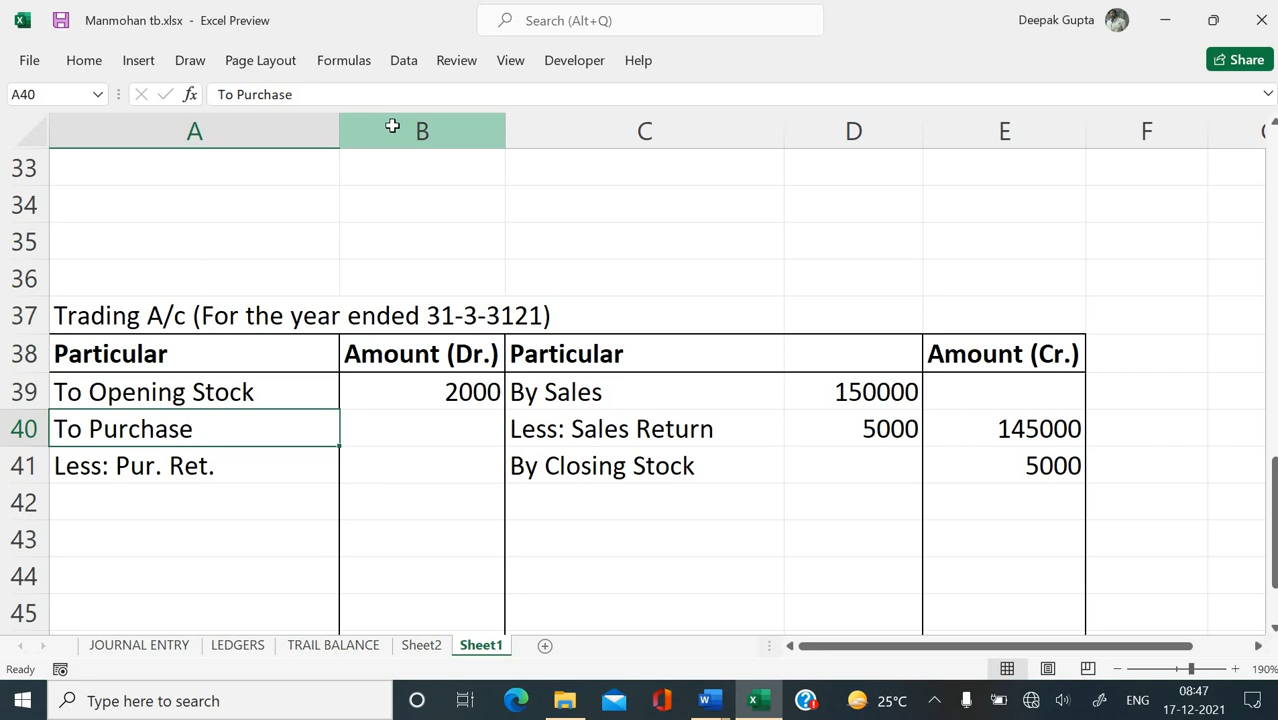 Manmohan tb.xlsx - Excel Preview
Search (Alt+Q)
Deepak Gupta
File Home Insert Draw Page Layout Formulas Data Review View Developer Help
Share
A40 fx To Purchase
A B C D E F
33
34
35
36
37 Trading A/c (For the year ended 31-3-3121)
38 Particular Amount (Dr.) Particular Amount (Cr.)
39 To Opening Stock 2000 By Sales 150000
40 To Purchase Less: Sales Return 5000 145000
41 Less: Pur. Ret. By Closing Stock 5000
42
43
44
45
JOURNAL ENTRY LEDGERS TRAIL BALANCE Sheet2 Sheet1
Ready 190%
Type here to search 25°C ENG 08:47
17-12-2021